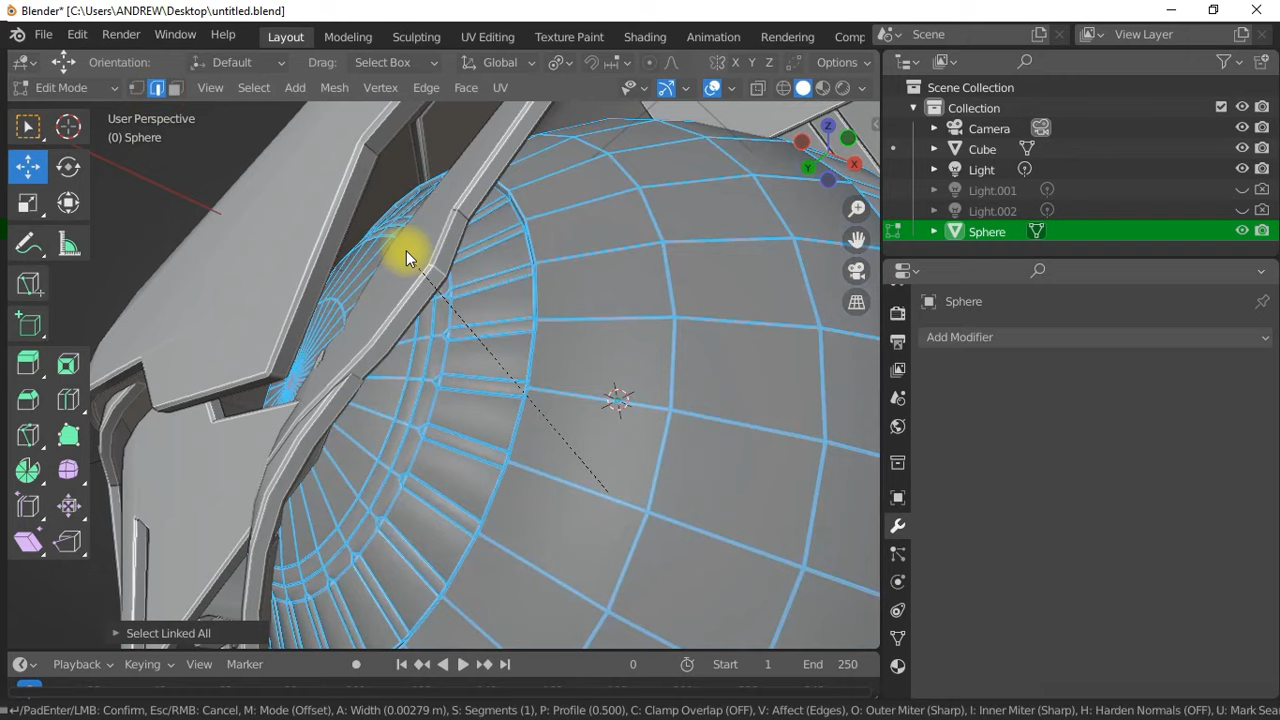 Blender* [C:\Users\ANDREW\Desktop\untitled.blend]
File Edit Render Window Help Layout Modeling Sculpting UV Editing Texture Paint Shading Animation Rendering Comp Scene View Layer
Orientation: Default Drag: Select Box Global X Y Z Options
Edit Mode View Select Add Mesh Vertex Edge Face UV
Scene Collection
Collection
Camera
Cube
Light
Light.001
Light.002
Sphere
User Perspective
(0) Sphere
Z
X
Y
Sphere
Add Modifier
Select Linked All
Playback Keying View Marker 0 Start 1 End 250
/PadEnter/LMB: Confirm, Esc/RMB: Cancel, M: Mode (Offset), A: Width (0.00279 m), S: Segments (1), P: Profile (0.500), C: Clamp Overlap (OFF), V: Affect (Edges), O: Outer Miter (Sharp), I: Inner Miter (Sharp), H: Harden Normals (OFF), U: Mark Sea